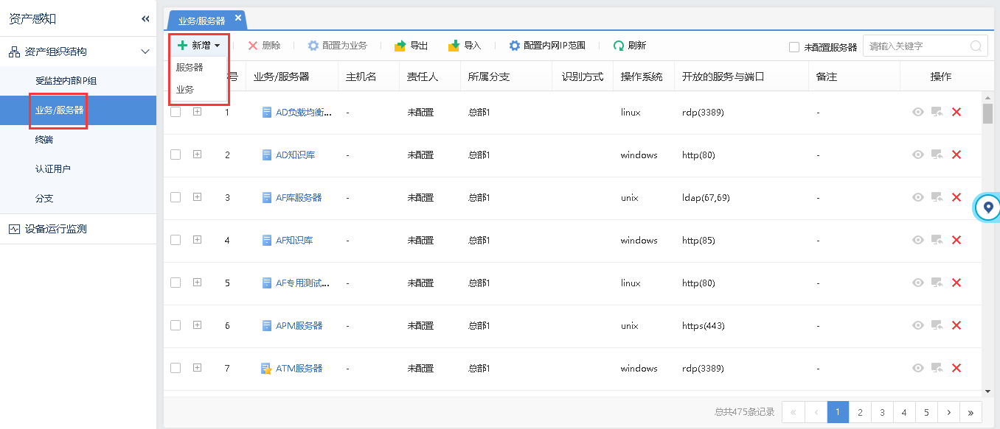 资产感知
«
资产组织结构
受监控内部IP组
业务/服务器
终端
认证用户
分支
设备运行监测
业务/服务器 ×
新增 删除 配置为业务 导出 导入 配置内网IP范围 刷新 未配置服务器 请输入关键字
服务器
业务
号 业务/服务器 主机名 责任人 所属分支 识别方式 操作系统 开放的服务与端口 备注 操作
1 AD负载均衡... - 未配置 总部1 linux rdp(3389) -
2 AD知识库 - 未配置 总部1 windows http(80) -
3 AF库服务器 - 未配置 总部1 unix ldap(67,69) -
4 AF知识库 - 未配置 总部1 windows http(85) -
5 AF专用测试... - 未配置 总部1 linux http(80) -
6 APM服务器 - 未配置 总部1 unix https(443) -
7 ATM服务器 - 未配置 总部1 windows rdp(3389) -
总共475条记录 « ‹ 1 2 3 4 5 › »